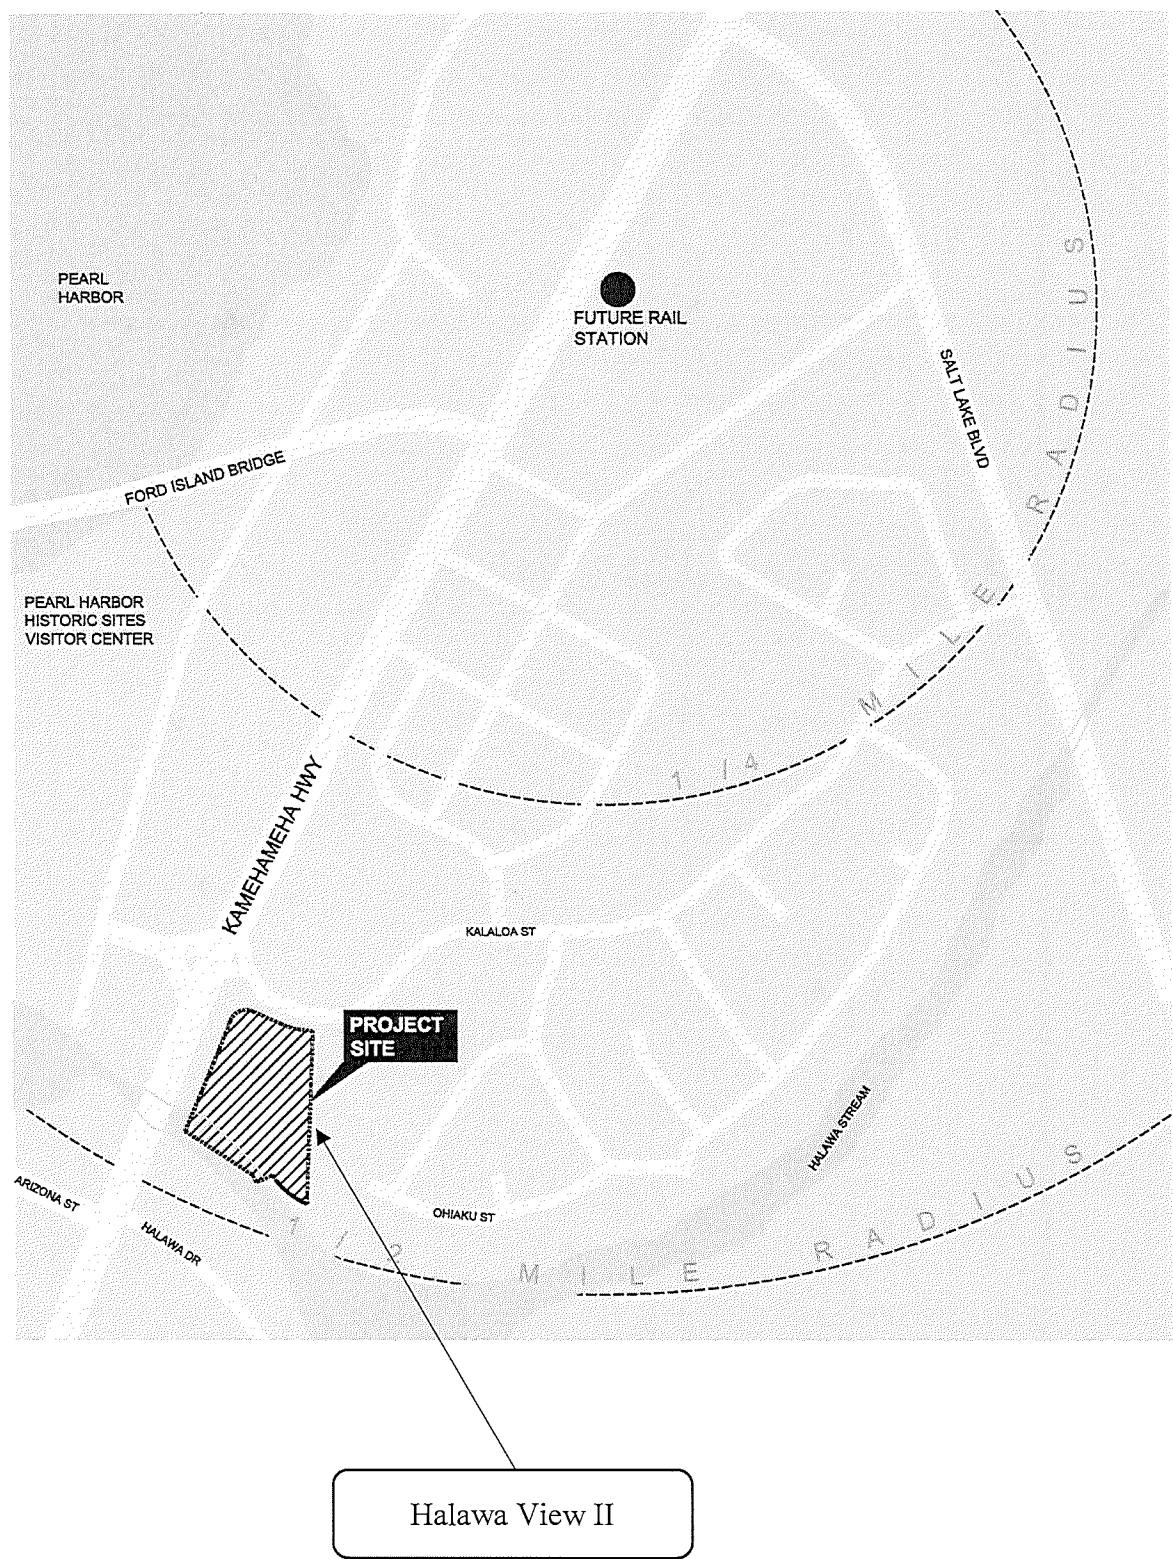 PEARL
HARBOR
FUTURE RAIL
STATION
SALT LAKE BLVD
FORD ISLAND BRIDGE
PEARL HARBOR
HISTORIC SITES
VISITOR CENTER
1/4 MILE RADIUS
KAMEHAMEHA HWY
KALALOA ST
PROJECT
SITE
HALAWA STREAM
ARIZONA ST
HALAWA DR
OHIAKU ST
1/2 MILE RADIUS
Halawa View II